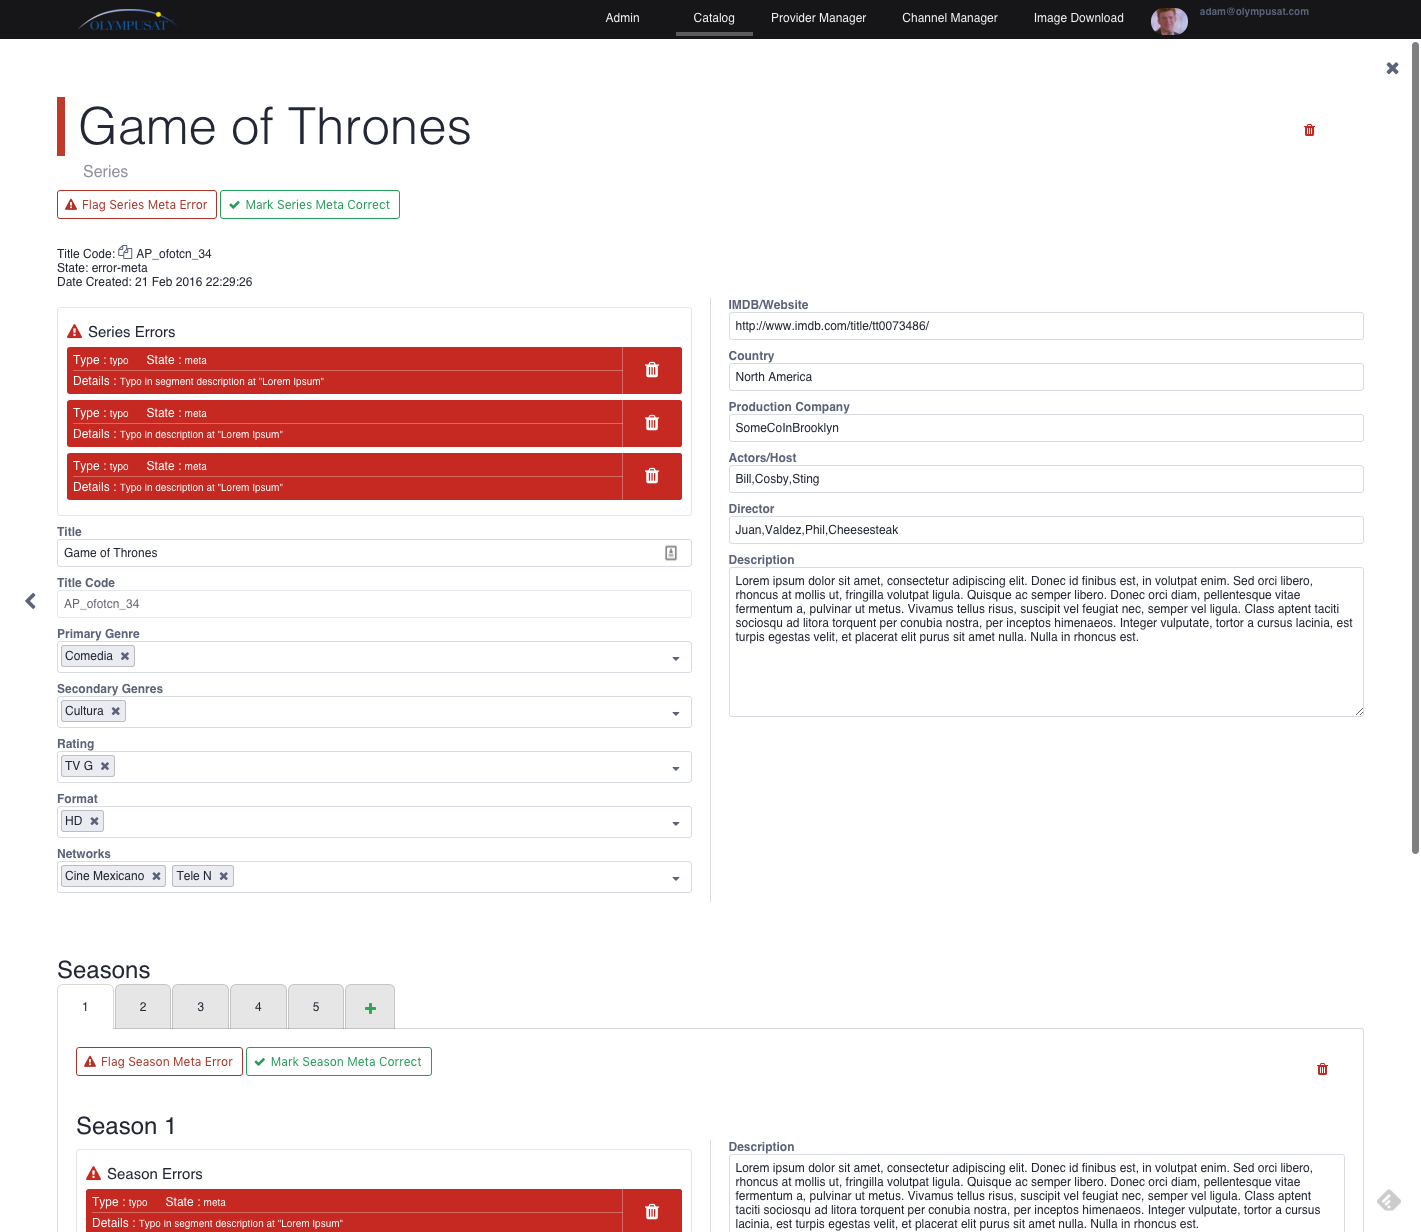 OLYMPUSAT
Admin
Catalog
Provider Manager
Channel Manager
Image Download
adam@olympusat.com
Game of Thrones
Series
Flag Series Meta Error
Mark Series Meta Correct
Title Code: AP_ofotcn_34
State: error-meta
Date Created: 21 Feb 2016 22:29:26
Series Errors
Type : typo State : meta
Details : Typo in segment description at "Lorem Ipsum"
Type : typo State : meta
Details : Typo in description at "Lorem Ipsum"
Type : typo State : meta
Details : Typo in description at "Lorem Ipsum"
Title
Game of Thrones
Title Code
AP_ofotcn_34
Primary Genre
Comedia
Secondary Genres
Cultura
Rating
TV G
Format
HD
Networks
Cine Mexicano Tele N
IMDB/Website
http://www.imdb.com/title/tt0073486/
Country
North America
Production Company
SomeCoInBrooklyn
Actors/Host
Bill,Cosby,Sting
Director
Juan,Valdez,Phil,Cheesesteak
Description
Lorem ipsum dolor sit amet, consectetur adipiscing elit. Donec id finibus est, in volutpat enim. Sed orci libero,
rhoncus at mollis ut, fringilla volutpat ligula. Quisque ac semper libero. Donec orci diam, pellentesque vitae
fermentum a, pulvinar ut metus. Vivamus tellus risus, suscipit vel feugiat nec, semper vel ligula. Class aptent taciti
sociosqu ad litora torquent per conubia nostra, per inceptos himenaeos. Integer vulputate, tortor a cursus lacinia, est
turpis egestas velit, et placerat elit purus sit amet nulla. Nulla in rhoncus est.
Seasons
1 2 3 4 5
Flag Season Meta Error
Mark Season Meta Correct
Season 1
Season Errors
Type : typo State : meta
Details : Typo in segment description at "Lorem Ipsum"
Description
Lorem ipsum dolor sit amet, consectetur adipiscing elit. Donec id finibus est, in volutpat enim. Sed orci libero,
rhoncus at mollis ut, fringilla volutpat ligula. Quisque ac semper libero. Donec orci diam, pellentesque vitae
fermentum a, pulvinar ut metus. Vivamus tellus risus, suscipit vel feugiat nec, semper vel ligula. Class aptent
taciti sociosqu ad litora torquent per conubia nostra, per inceptos himenaeos. Integer vulputate, tortor a cursus
lacinia, est turpis egestas velit, et placerat elit purus sit amet nulla. Nulla in rhoncus est.